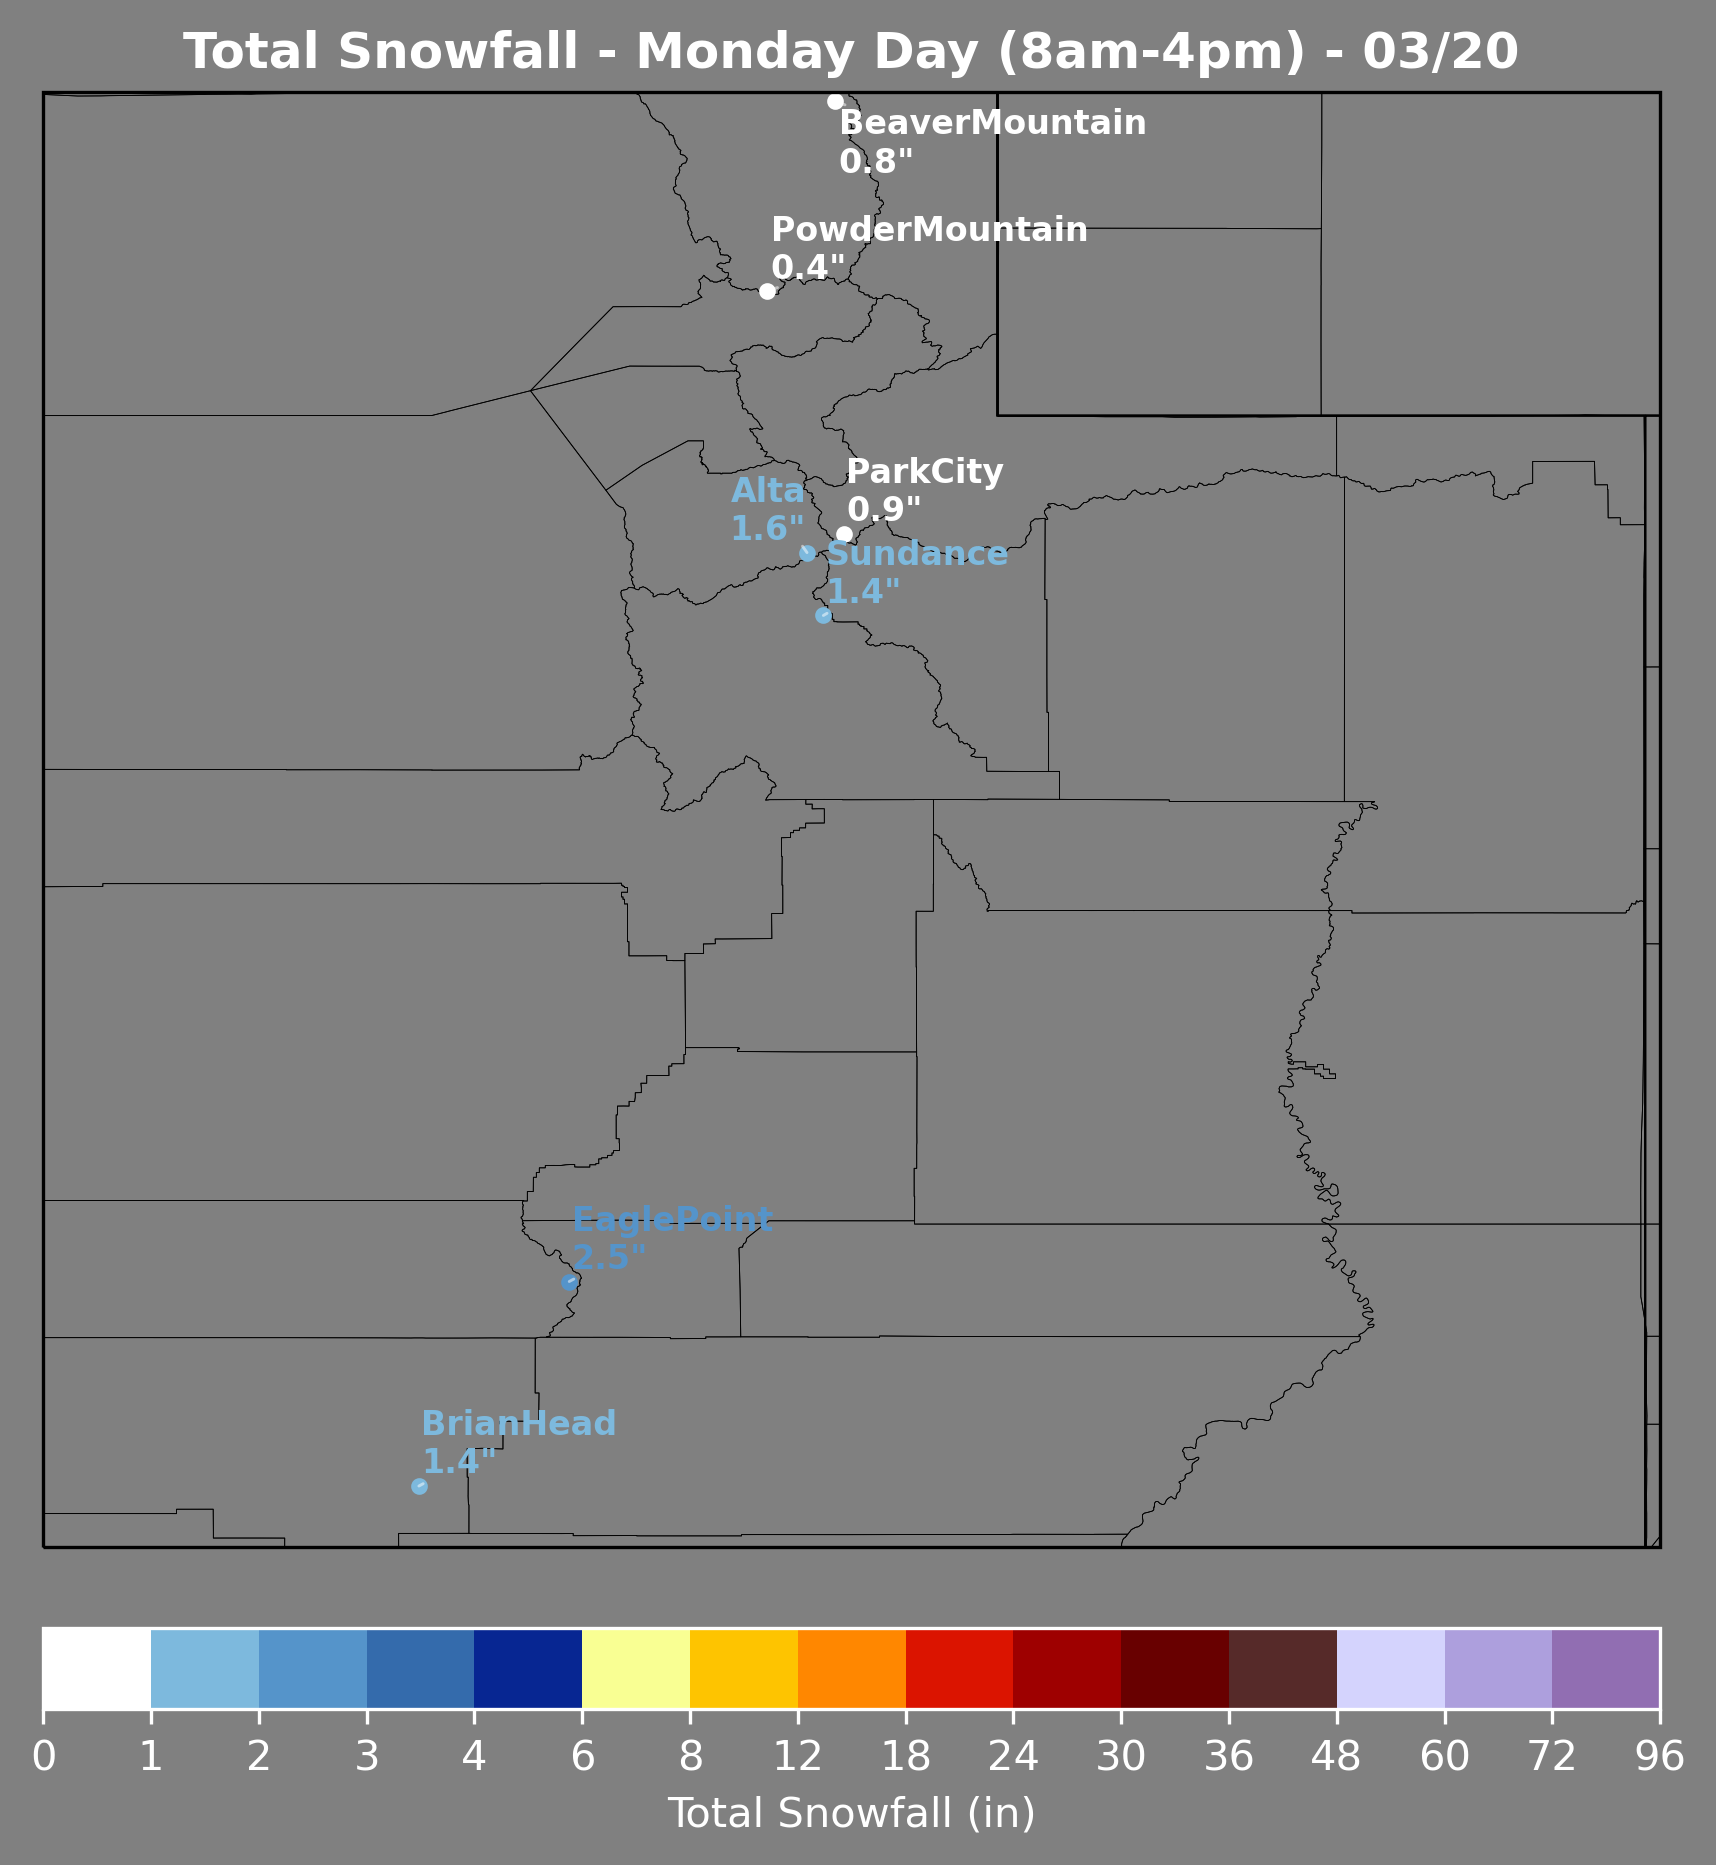 Total Snowfall - Monday Day (8am-4pm) - 03/20
BeaverMountain
0.8"
PowderMountain
0.4"
ParkCity
0.9"
Alta
1.6"
Sundance
1.4"
EaglePoint
2.5"
BrianHead
1.4"
0 1 2 3 4 6 8 12 18 24 30 36 48 60 72 96
Total Snowfall (in)